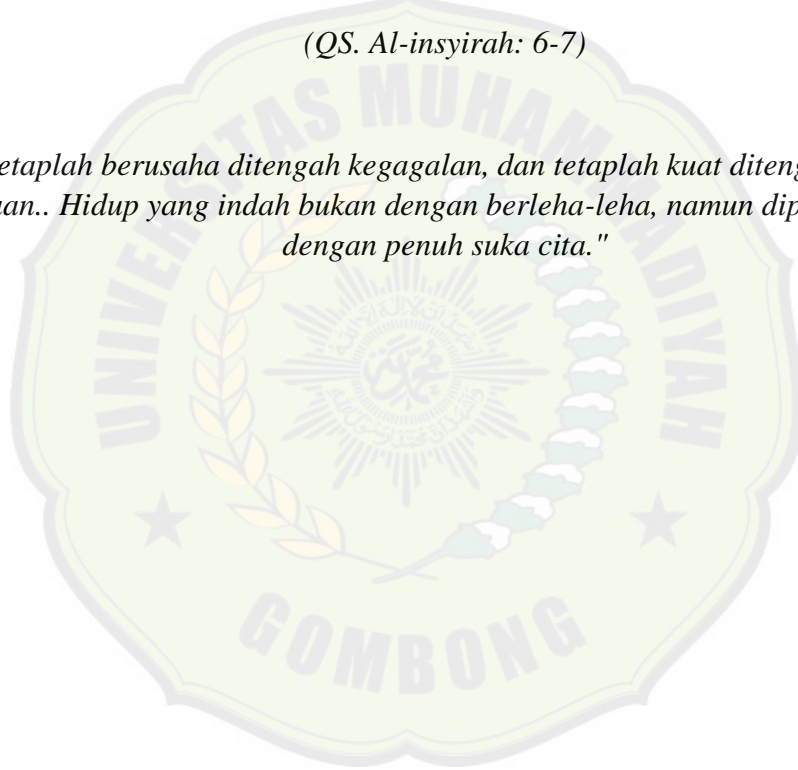 (QS. Al-insyirah: 6-7)
etaplah berusaha ditengah kegagalan, dan tetaplah kuat diteng
uan.. Hidup yang indah bukan dengan berleha-leha, namun dip
dengan penuh suka cita."
UNIVERSITAS MUHAMMADIYAH
GOMBONG